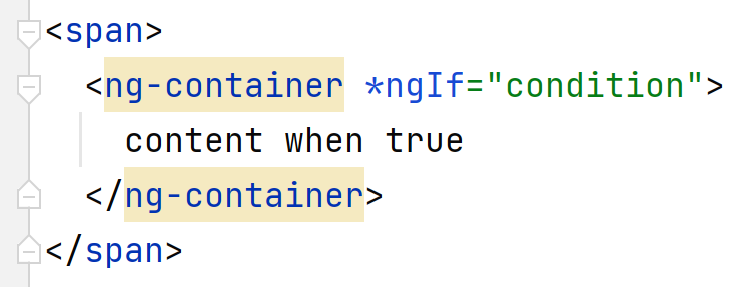 <span>
<ng-container *ngIf="condition">
content when true
</ng-container>
</span>